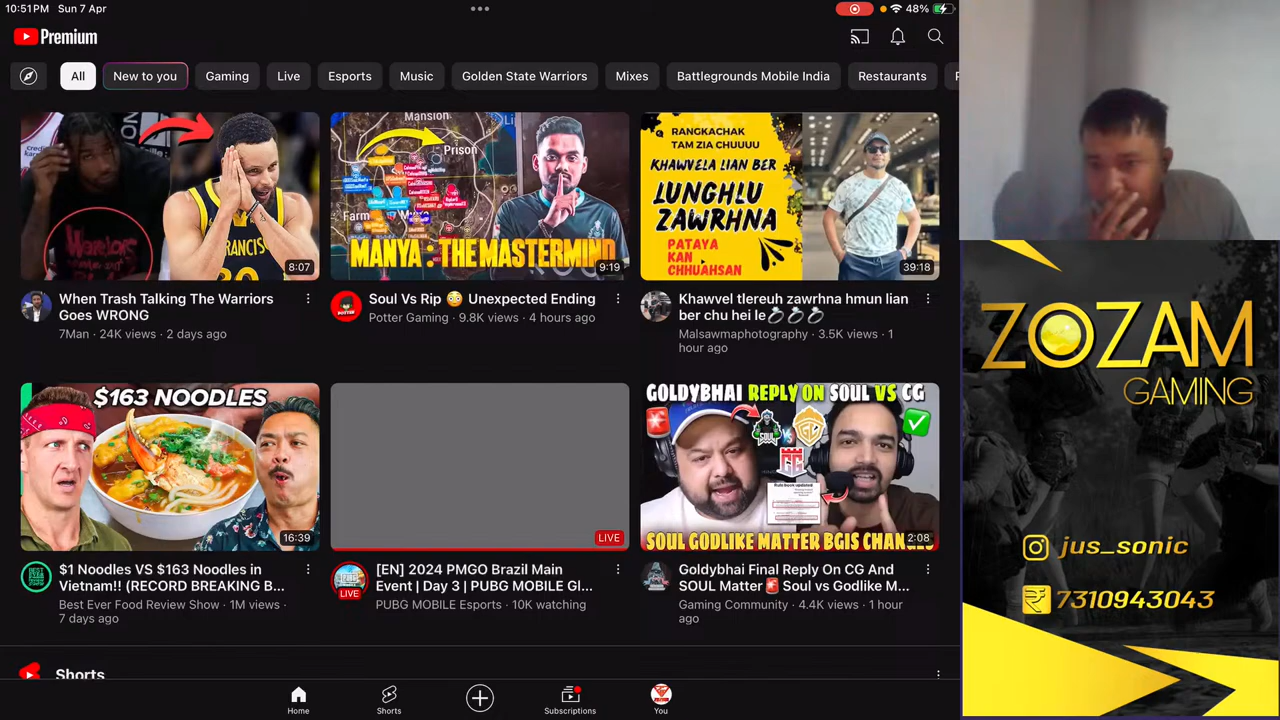 10:51PM Sun 7 Apr
48%
Premium
All
New to you
Gaming
Live
Esports
Music
Golden State Warriors
Mixes
Battlegrounds Mobile India
Restaurants
8:07
Mansion
Prison
MANYA : THE MASTERMIND
9:19
RANGKACHAK
TAM ZIA CHUUUU
KHAWVELA LIAN BER
LUNGHLU
ZAWRHNA
PATAYA
KAN
CHHUAHSAN
39:18
When Trash Talking The Warriors
Goes WRONG
7Man · 24K views · 2 days ago
Soul Vs Rip 😳 Unexpected Ending
Potter Gaming · 9.8K views · 4 hours ago
Khawvel tlereuh zawrhna hmun lian
ber chu hei le💍💍💍
Malsawmaphotography · 3.5K views · 1
hour ago
$163 NOODLES
16:39
LIVE
GOLDYBHAI REPLY ON SOUL VS CG
SOUL
GC
Rule book updated
SOUL GODLIKE MATTER BGIS CHANG
2:08
$1 Noodles VS $163 Noodles in
Vietnam!! (RECORD BREAKING B...
Best Ever Food Review Show · 1M views ·
7 days ago
LIVE
[EN] 2024 PMGO Brazil Main
Event | Day 3 | PUBG MOBILE Gl...
PUBG MOBILE Esports · 10K watching
Goldybhai Final Reply On CG And
SOUL Matter🚨Soul vs Godlike M...
Gaming Community · 4.4K views · 1 hour
ago
Shorts
Home
Shorts
Subscriptions
You
ZOZAM
GAMING
jus_sonic
7310943043